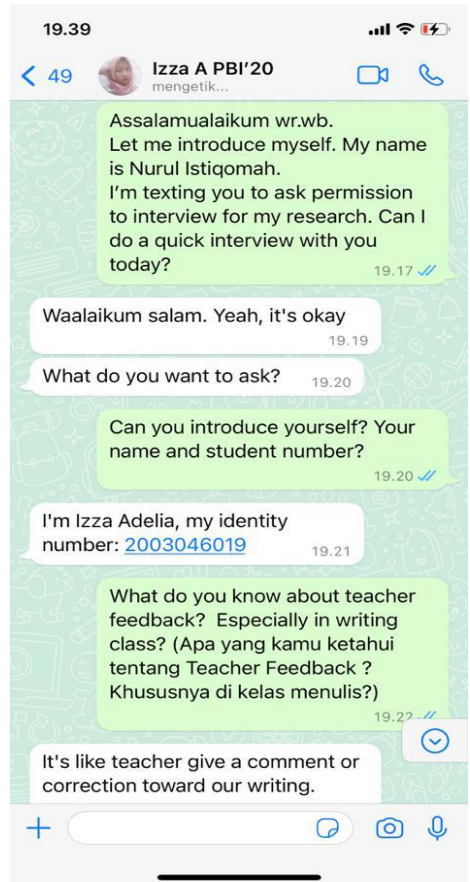 19.39
49
Izza A PBI'20
mengetik...
Assalamualaikum wr.wb.
Let me introduce myself. My name
is Nurul Istiqomah.
I'm texting you to ask permission
to interview for my research. Can I
do a quick interview with you
today?
19.17
Waalaikum salam. Yeah, it's okay
19.19
What do you want to ask?
19.20
Can you introduce yourself? Your
name and student number?
19.20
I'm Izza Adelia, my identity
number: 2003046019
19.21
What do you know about teacher
feedback?  Especially in writing
class? (Apa yang kamu ketahui
tentang Teacher Feedback ?
Khususnya di kelas menulis?)
19.22
It's like teacher give a comment or
correction toward our writing.